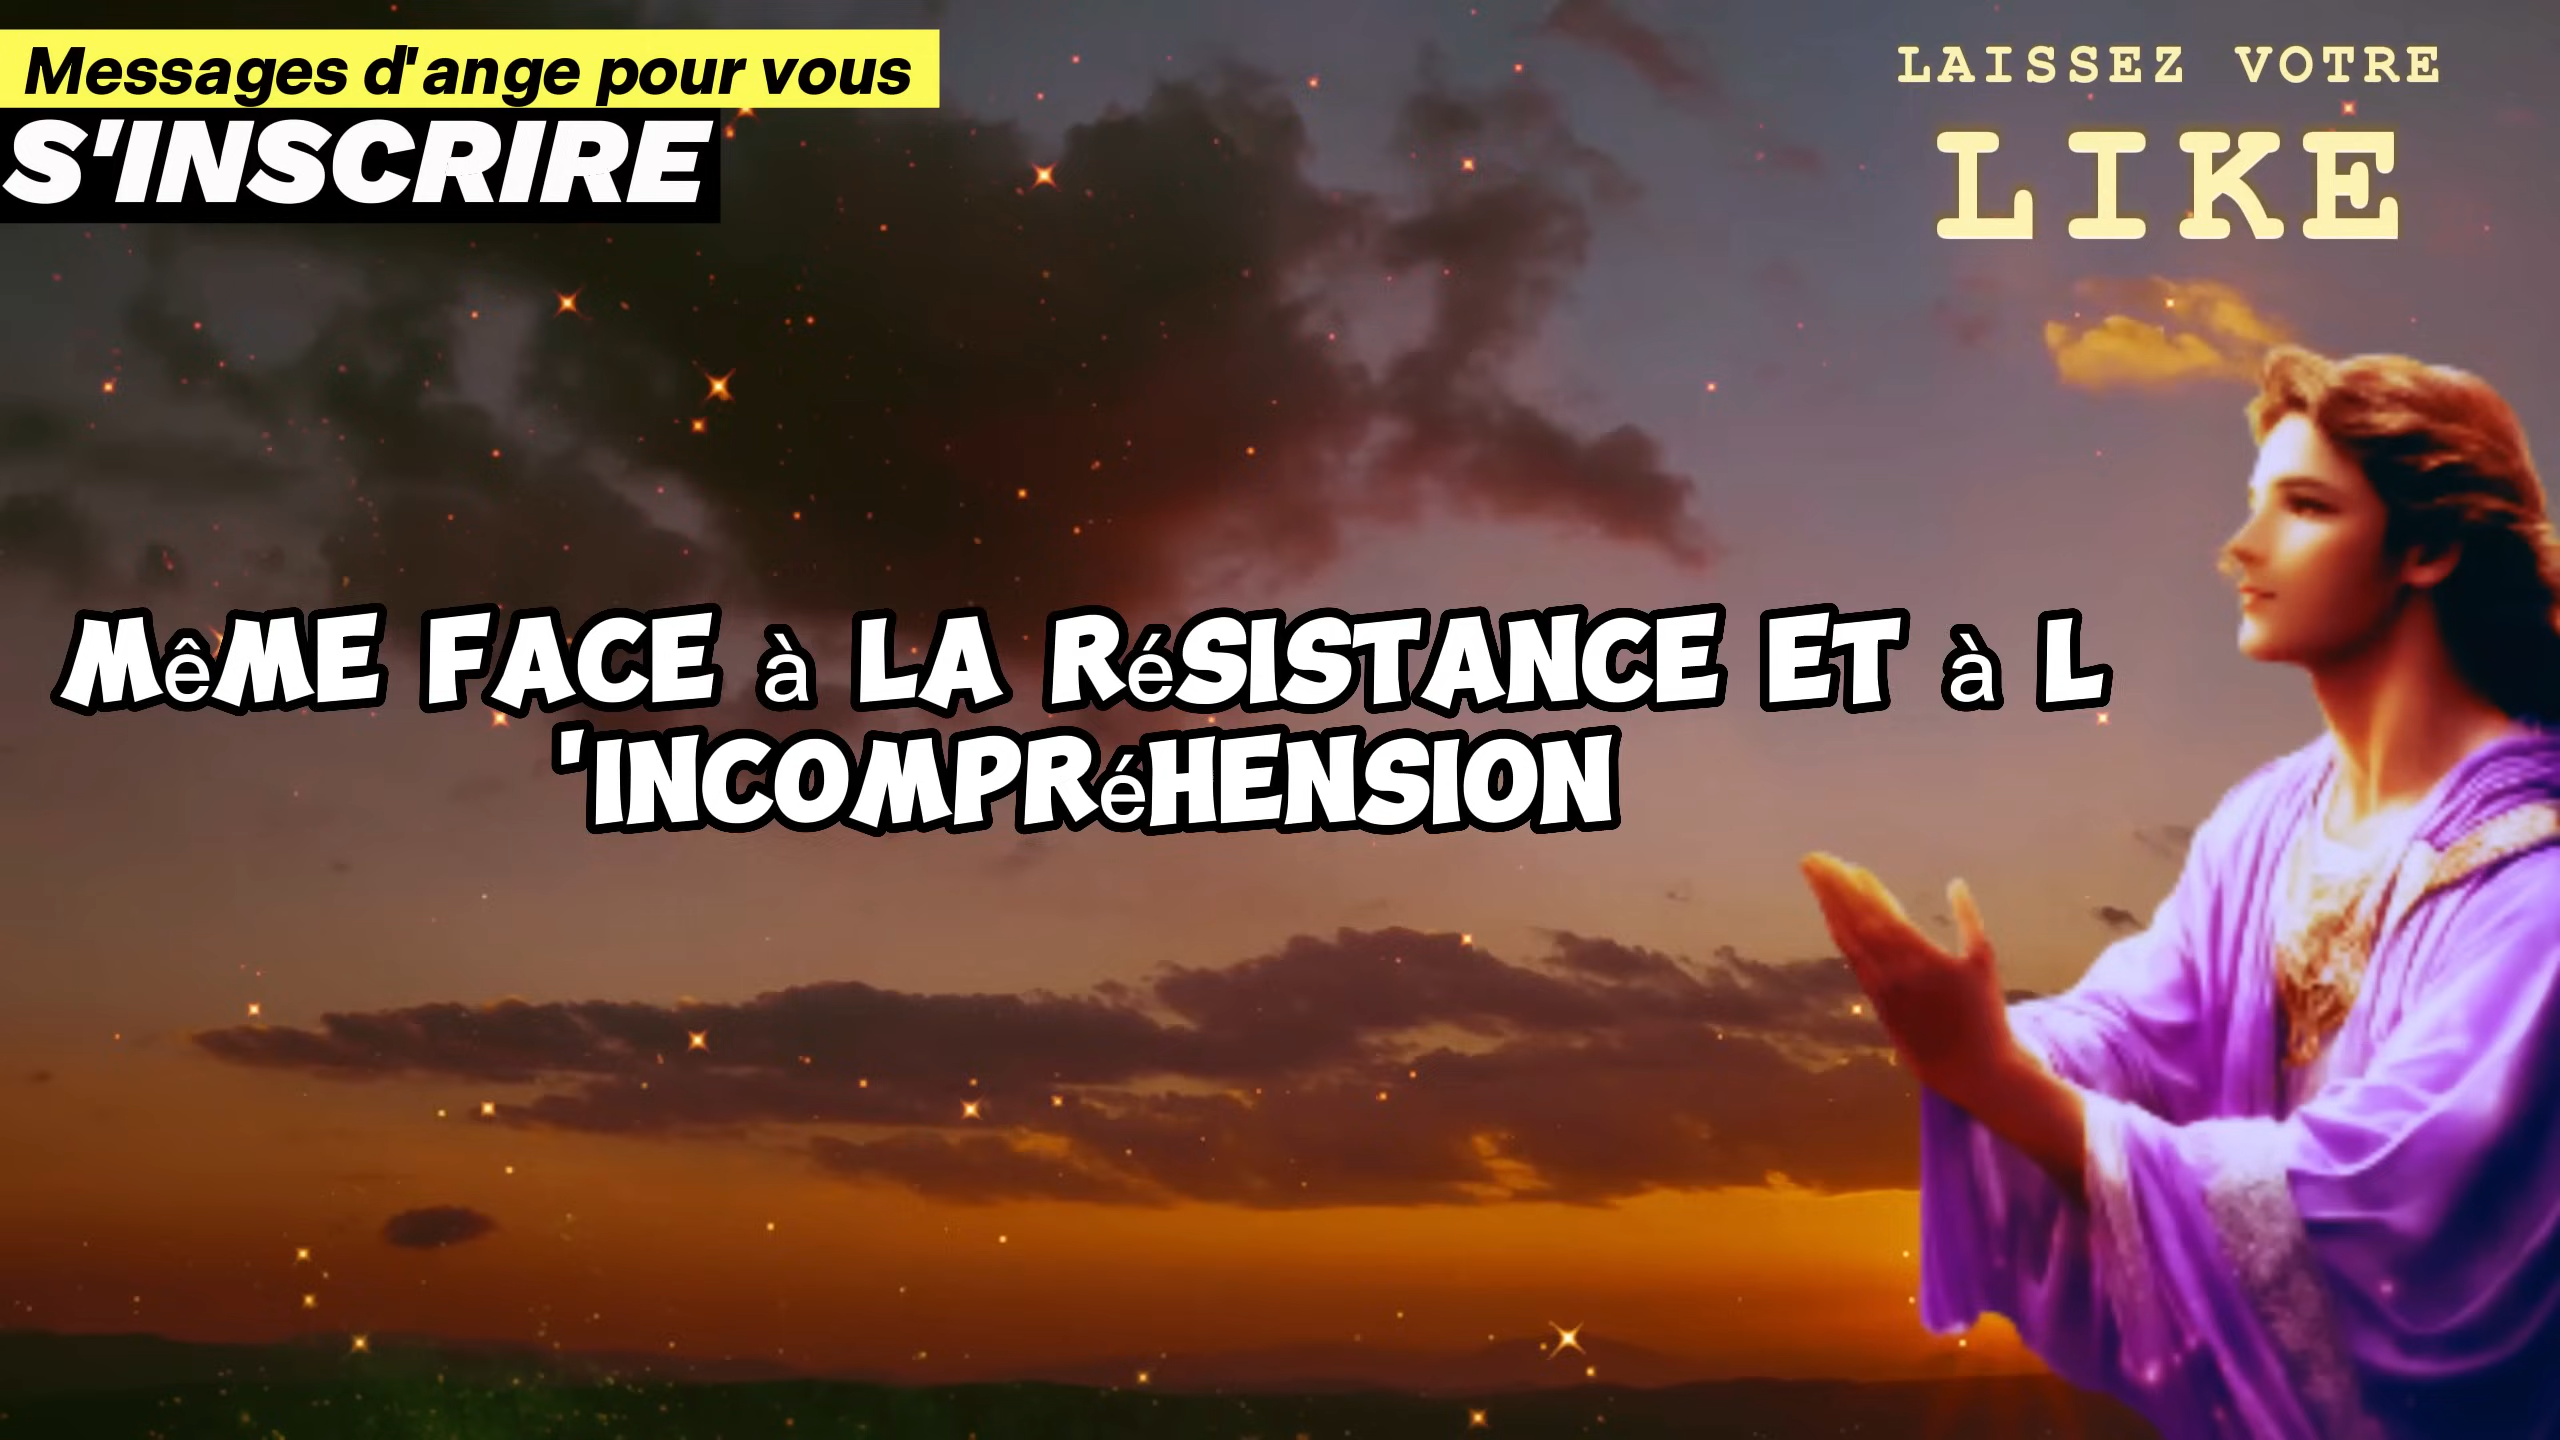 Messages d'ange pour vous
S'INSCRIRE
LAISSEZ VOTRE
LIKE
MêME FACE à LA RéSISTANCE ET à L
'INCOMPRéHENSION